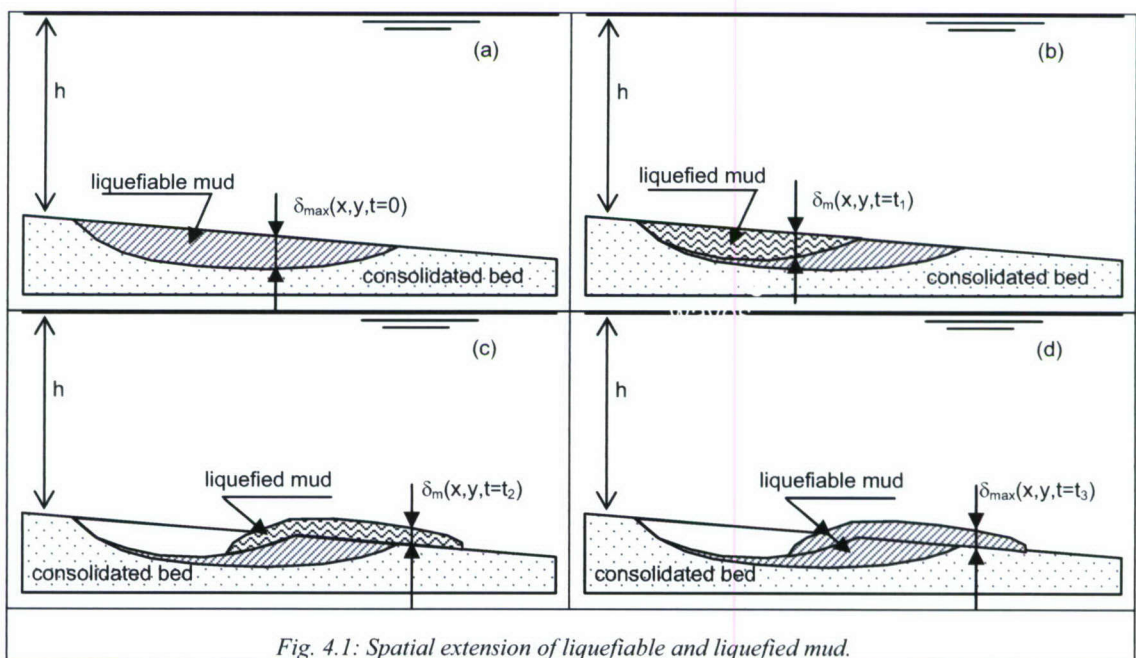 (a)
h
liquefiable mud
δmax(x,y,t=0)
consolidated bed
(b)
h
liquefied mud
δm(x,y,t=t1)
consolidated bed
waves
(c)
h
liquefied mud
δm(x,y,t=t2)
consolidated bed
(d)
h
liquefiable mud
δmax(x,y,t=t3)
consolidated bed
Fig. 4.1: Spatial extension of liquefiable and liquefied mud.